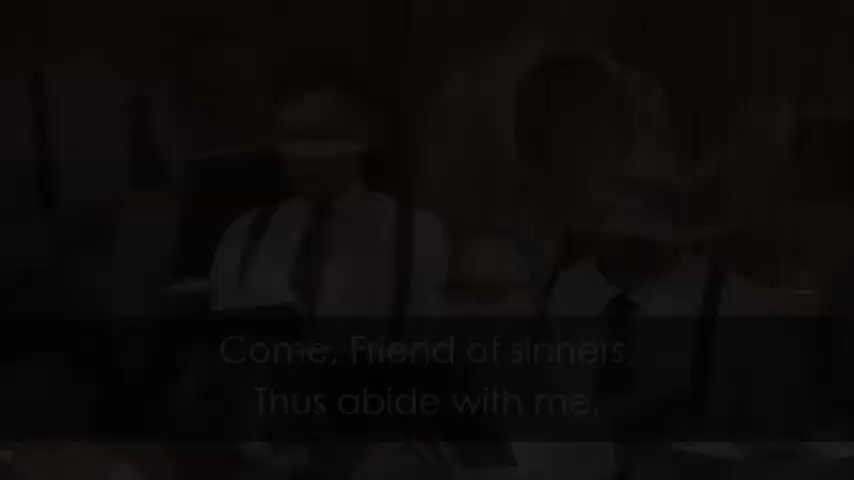 Come, Friend of sinners,
Thus abide with me.